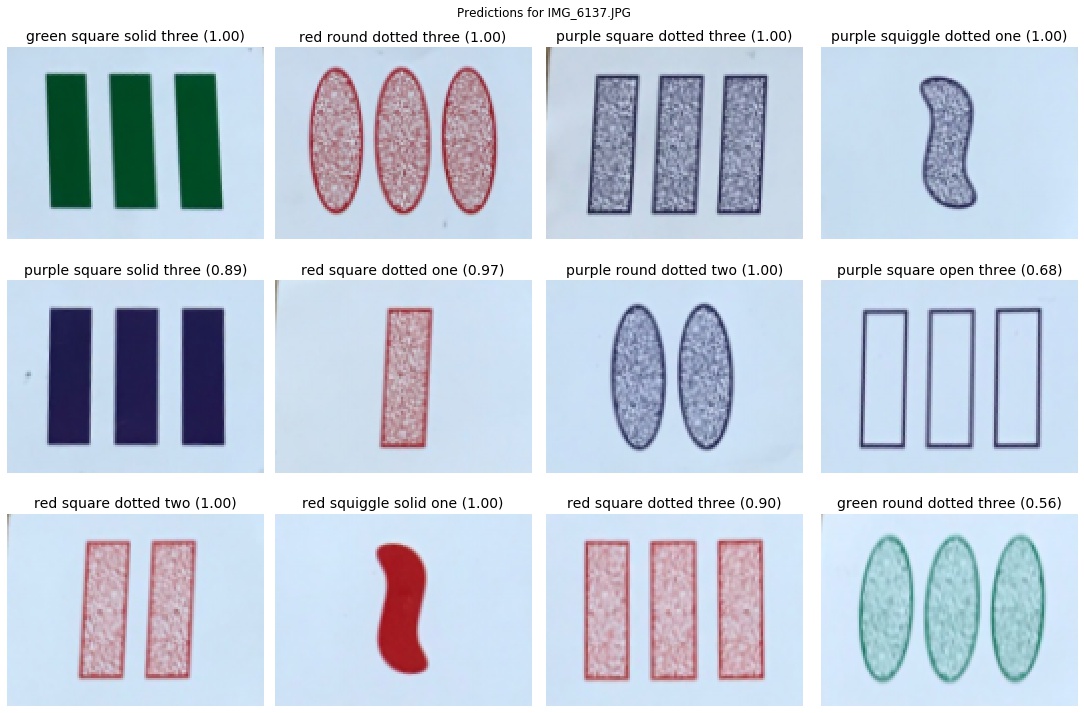 Predictions for IMG_6137.JPG
green square solid three (1.00)
red round dotted three (1.00)
purple square dotted three (1.00)
purple squiggle dotted one (1.00)
purple square solid three (0.89)
red square dotted one (0.97)
purple round dotted two (1.00)
purple square open three (0.68)
red square dotted two (1.00)
red squiggle solid one (1.00)
red square dotted three (0.90)
green round dotted three (0.56)